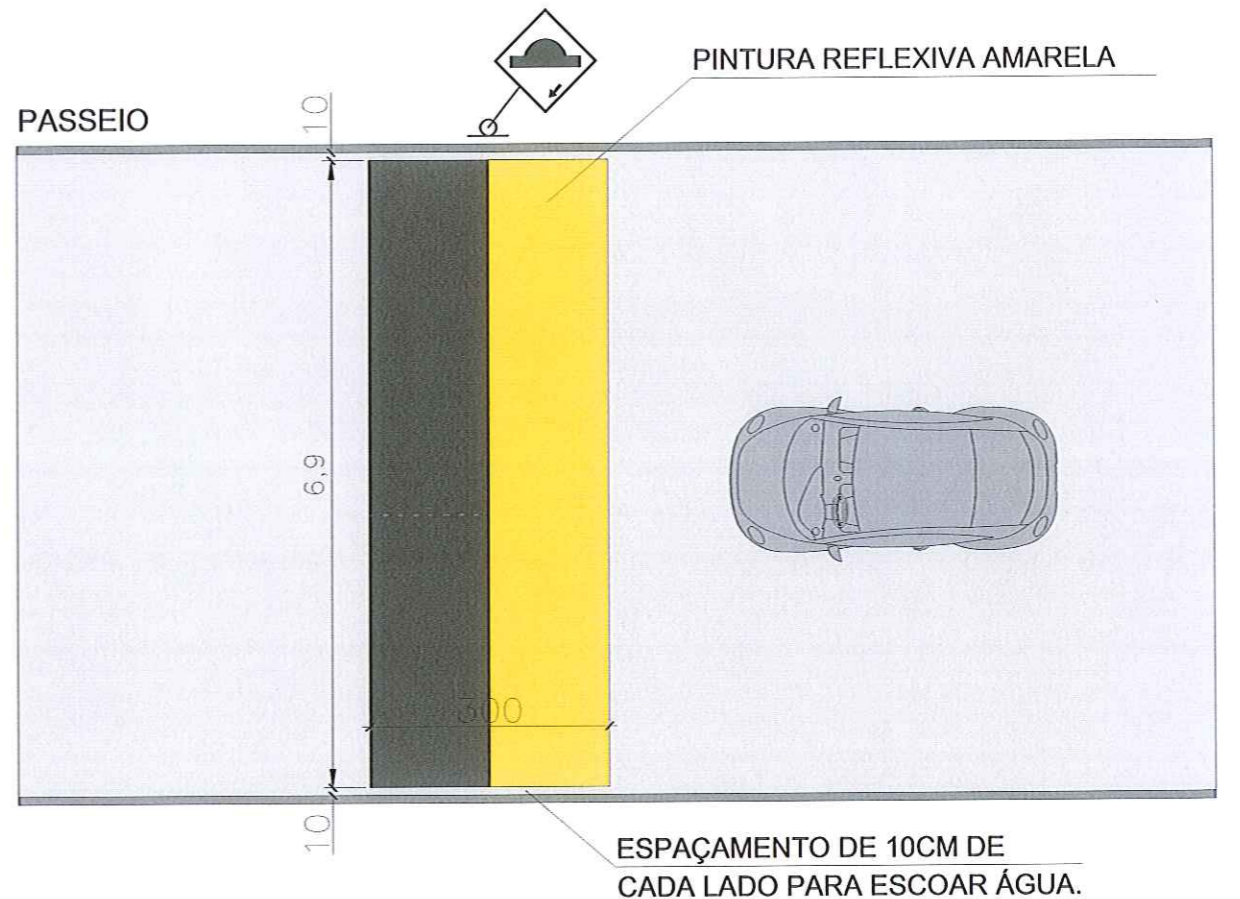 PINTURA REFLEXIVA AMARELA
PASSEIO
10
6,9
300
10
ESPAÇAMENTO DE 10CM DE
CADA LADO PARA ESCOAR ÁGUA.